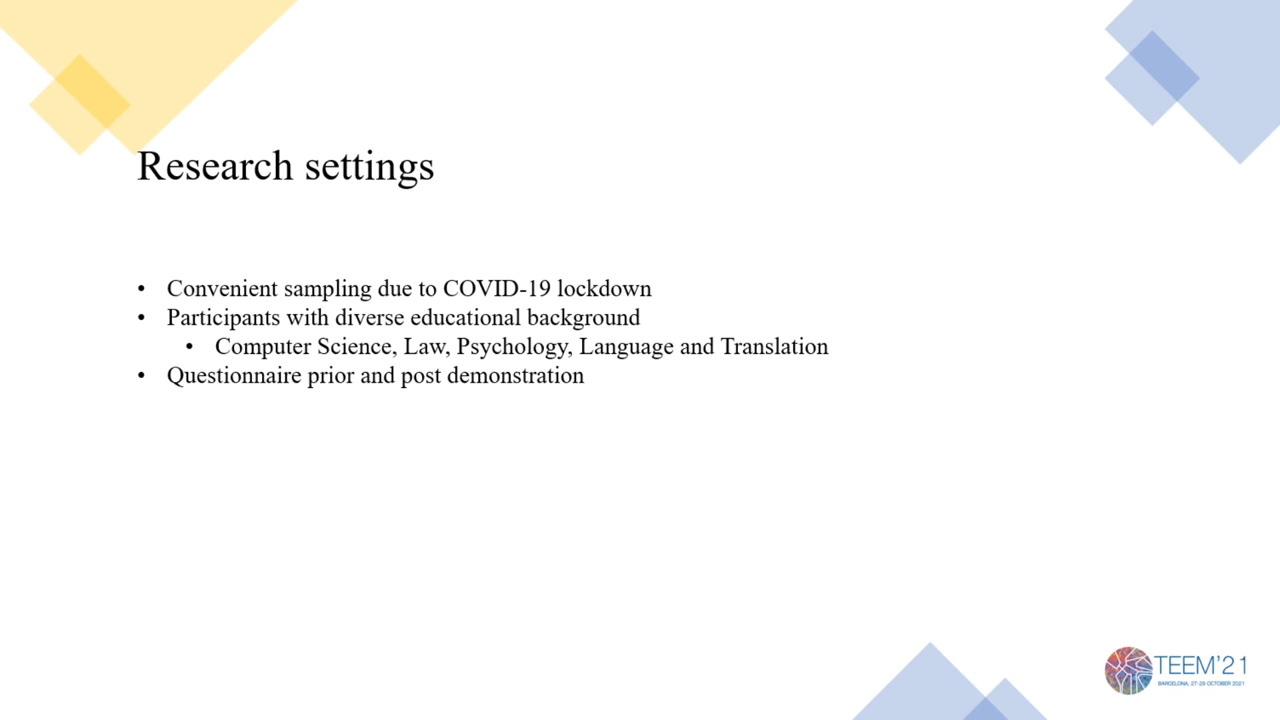 Research settings
• Convenient sampling due to COVID-19 lockdown
• Participants with diverse educational background
• Computer Science, Law, Psychology, Language and Translation
• Questionnaire prior and post demonstration
TEEM'21
BARCELONA, 27-29 OCTOBER 2021